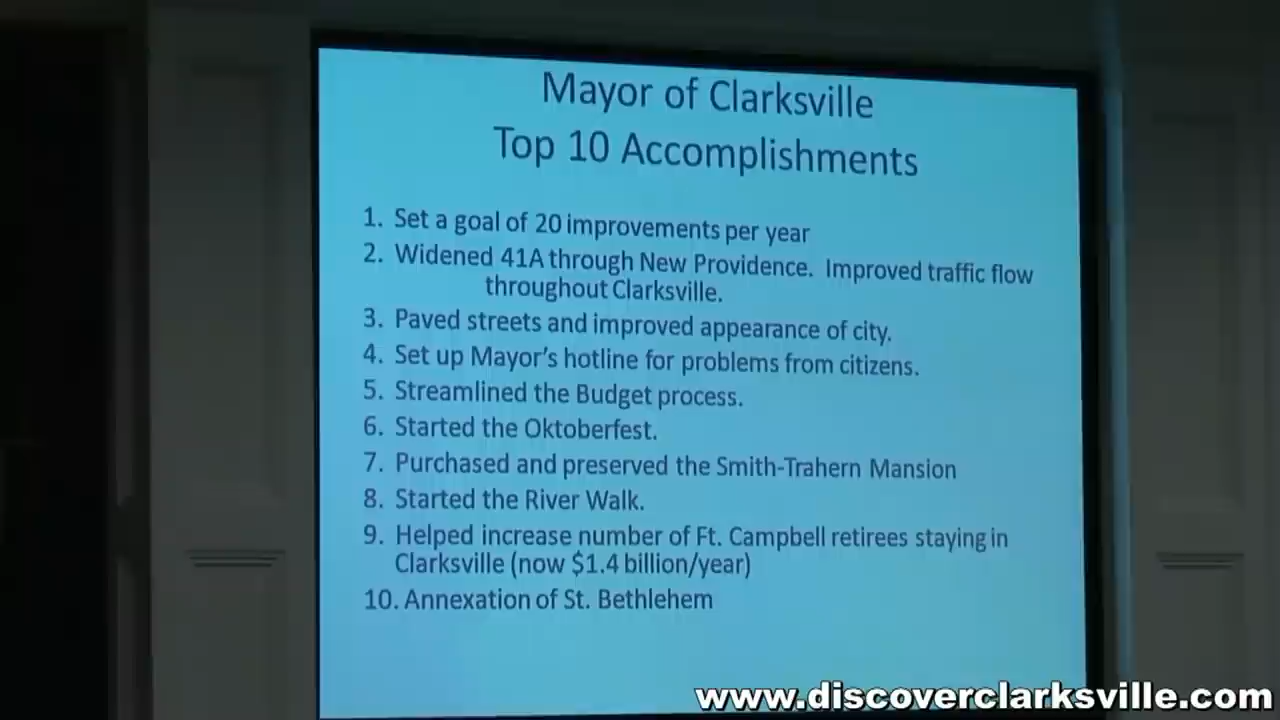 Mayor of Clarksville
Top 10 Accomplishments
1. Set a goal of 20 improvements per year
2. Widened 41A through New Providence. Improved traffic flow
throughout Clarksville.
3. Paved streets and improved appearance of city.
4. Set up Mayor's hotline for problems from citizens.
5. Streamlined the Budget process.
6. Started the Oktoberfest.
7. Purchased and preserved the Smith-Trahern Mansion
8. Started the River Walk.
9. Helped increase number of Ft. Campbell retirees staying in
Clarksville (now $1.4 billion/year)
10. Annexation of St. Bethlehem
www.discoverclarksville.com